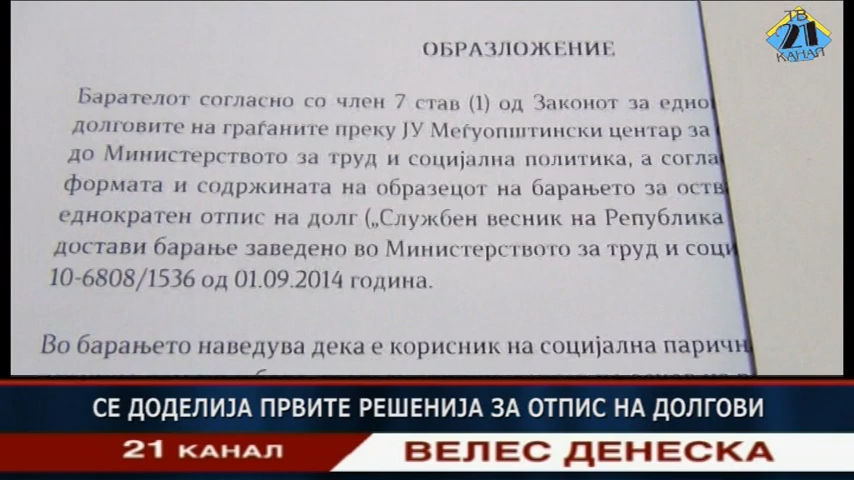 ТВ
21
КАНАЛ
ОБРАЗЛОЖЕНИЕ
Барателот согласно со член 7 став (1) од Законот за едно
долговите на граѓаните преку ЈУ Меѓуопштински центар за
до Министерството за труд и социјална политика, а согла
формата и содржината на образецот на барањето за оств
еднократен отпис на долг („Службен весник на Република
достави барање заведено во Министерството за труд и соци
10-6808/1536 од 01.09.2014 година.
Во барањето наведува дека е корисник на социјална паричн
СЕ ДОДЕЛИЈА ПРВИТЕ РЕШЕНИЈА ЗА ОТПИС НА ДОЛГОВИ
21 КАНАЛ
ВЕЛЕС ДЕНЕСКА